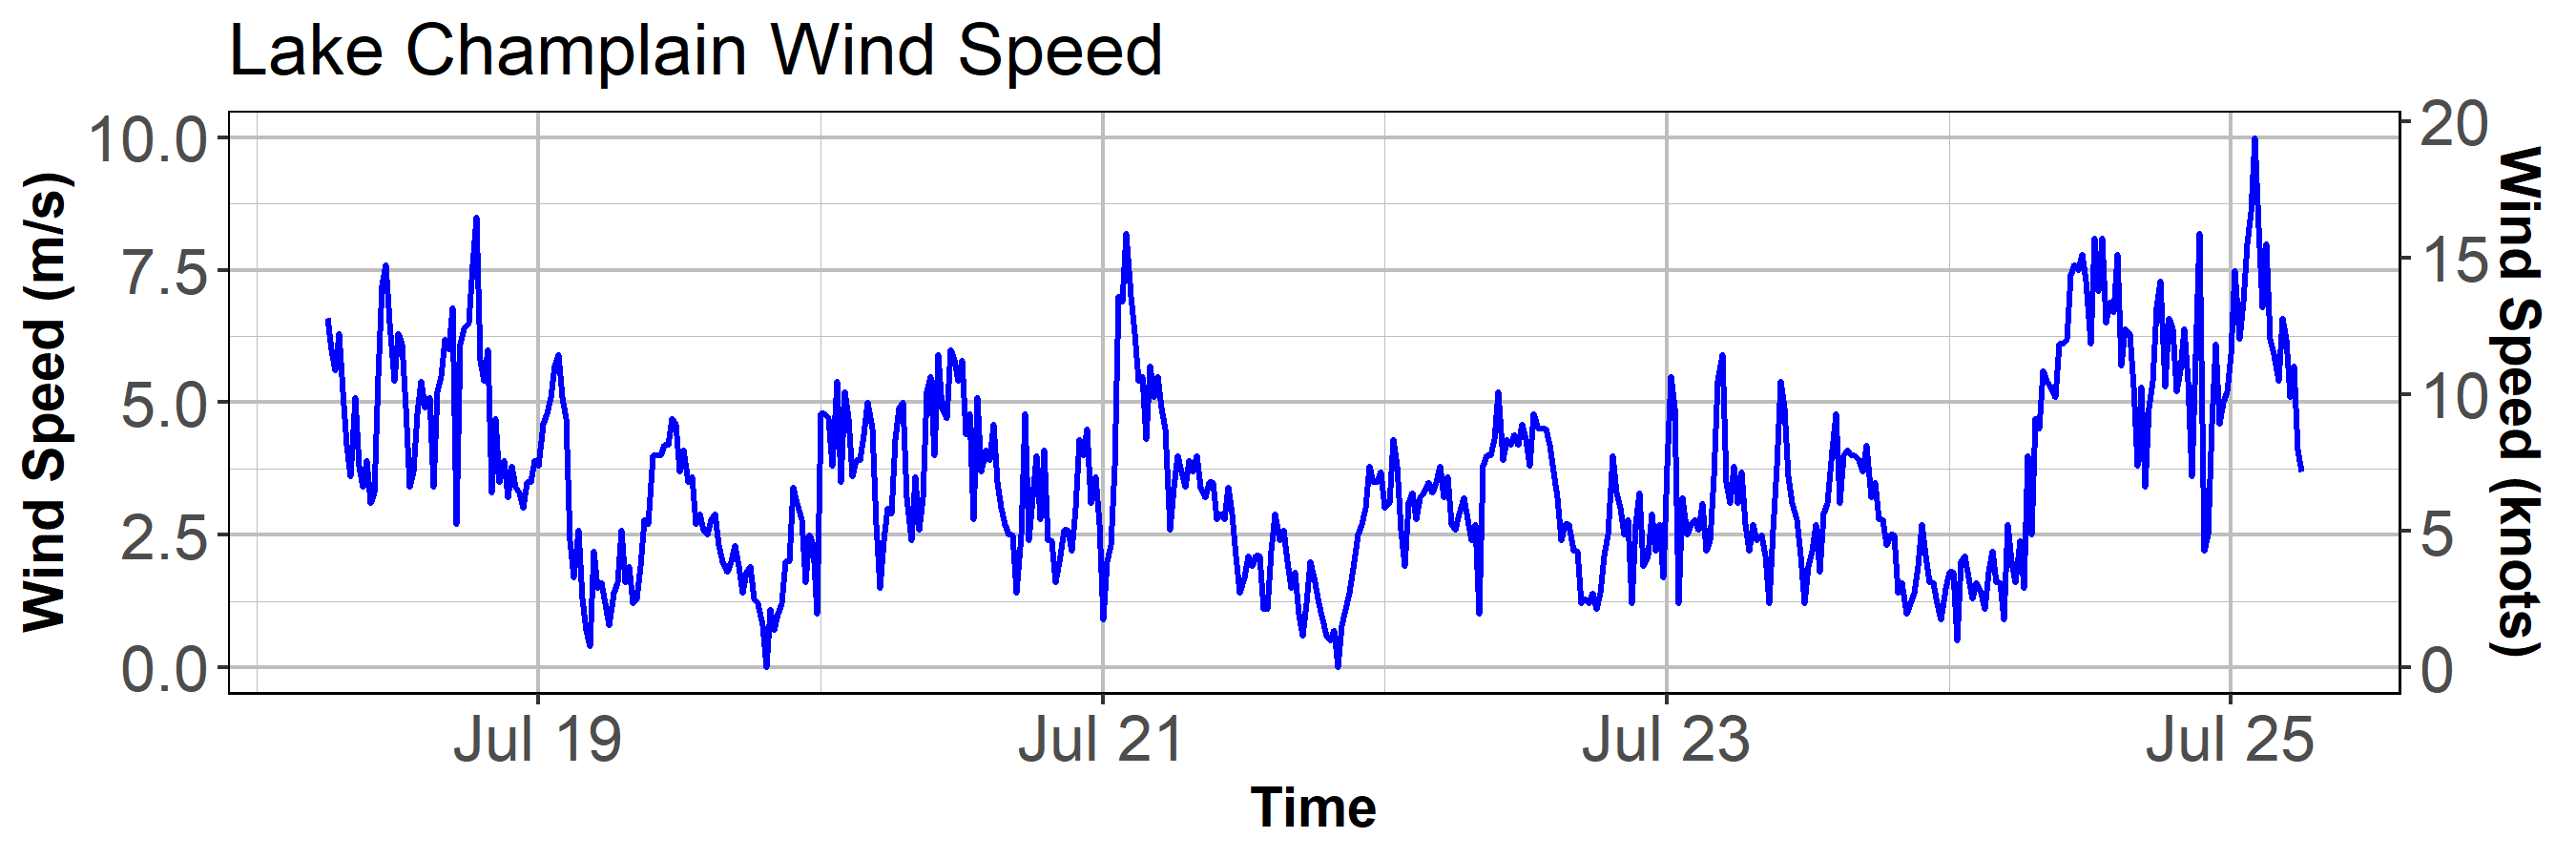 Lake Champlain Wind Speed
10.0
7.5
5.0
2.5
0.0
Wind Speed (m/s)
20
15
10
5
0
Wind Speed (knots)
Jul 19
Jul 21
Jul 23
Jul 25
Time